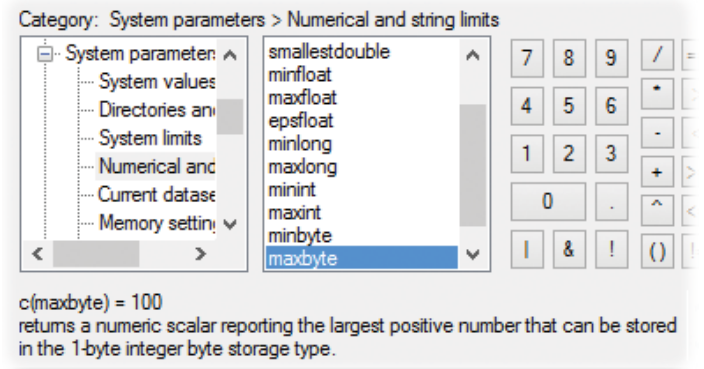 Category: System parameters > Numerical and string limits
System parameter
System values
Directories an
System limits
Numerical and
Current datase
Memory settin
smallestdouble
minfloat
maxfloat
epsfloat
minlong
maxlong
minint
maxint
minbyte
maxbyte
7 8 9 / =
4 5 6 *
1 2 3 -
+ >
0 . ^ <
| & ! () !
c(maxbyte) = 100
returns a numeric scalar reporting the largest positive number that can be stored
in the 1-byte integer byte storage type.